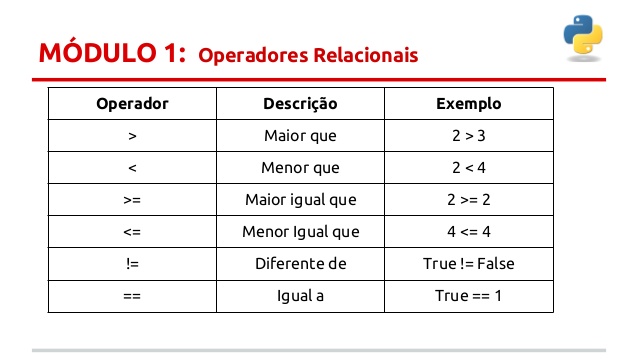 MÓDULO 1: Operadores Relacionais
Operador Descrição Exemplo
> Maior que 2 > 3
< Menor que 2 < 4
>= Maior igual que 2 >= 2
<= Menor Igual que 4 <= 4
!= Diferente de True != False
== Igual a True == 1